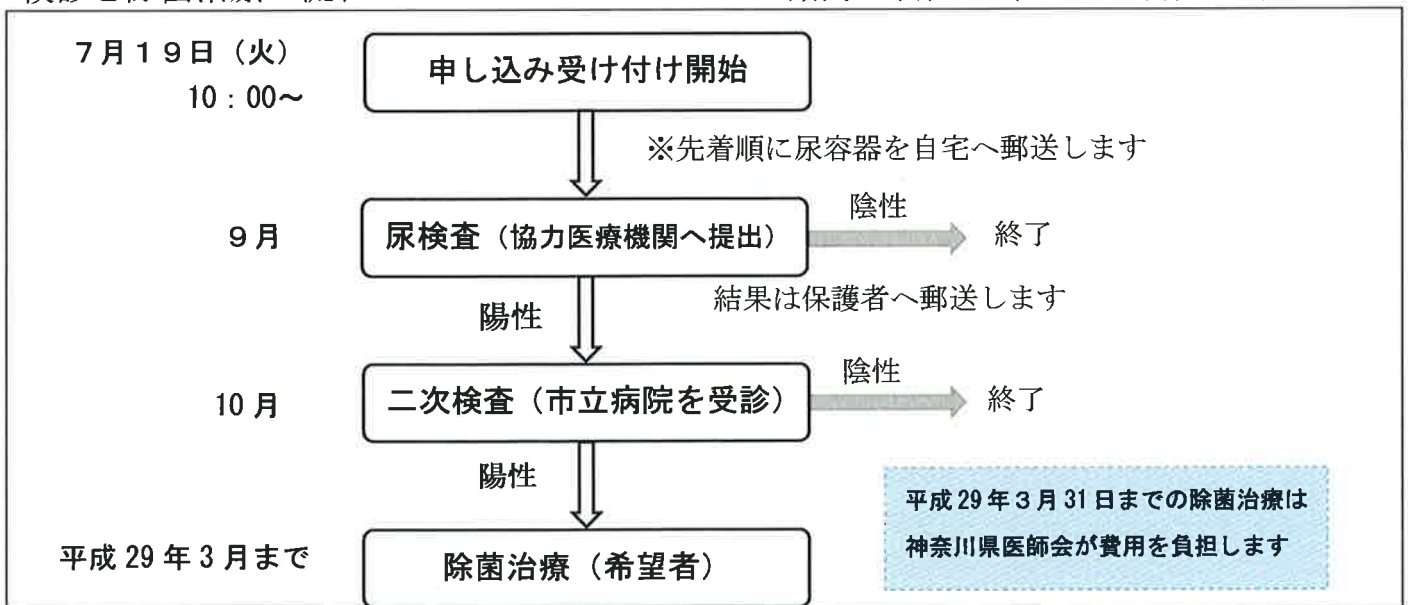 7月19日（火）
10：00～
申し込み受け付け開始
※先着順に尿容器を自宅へ郵送します
9月
尿検査（協力医療機関へ提出）
陰性
終了
陽性
結果は保護者へ郵送します
10月
二次検査（市立病院を受診）
陰性
終了
陽性
平成29年3月31日までの除菌治療は
神奈川県医師会が費用を負担します
平成29年3月まで
除菌治療（希望者）